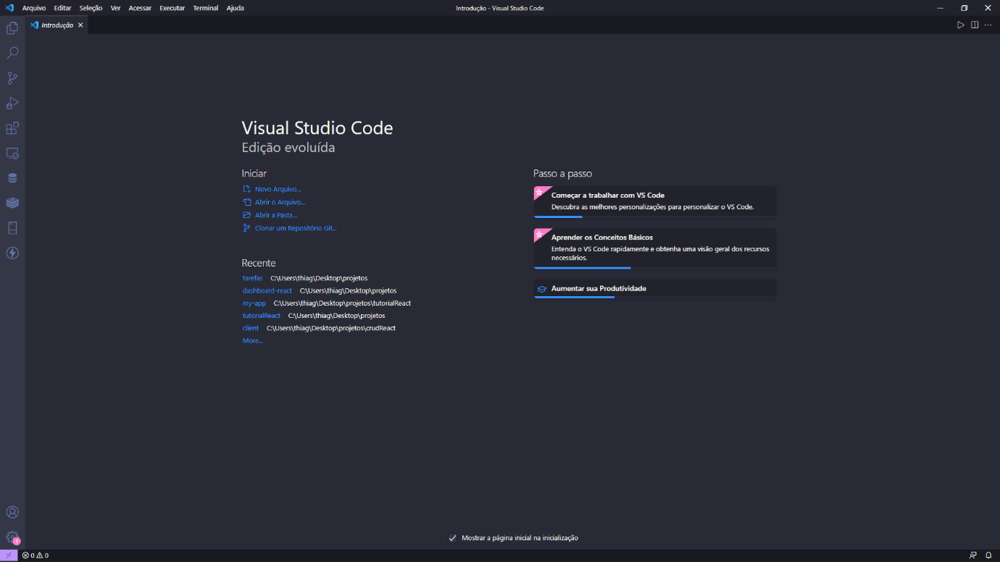 Arquivo Editar Seleção Ver Acessar Executar Terminal Ajuda
Introdução - Visual Studio Code
Introdução
Visual Studio Code
Edição evoluída
Iniciar
Novo Arquivo...
Abrir o Arquivo...
Abrir a Pasta...
Clonar um Repositório Git...
Recente
tarefas C:\Users\thiag\Desktop\projetos
dashboard-react C:\Users\thiag\Desktop\projetos
my-app C:\Users\thiag\Desktop\projetos\tutorialReact
tutorialReact C:\Users\thiag\Desktop\projetos
client C:\Users\thiag\Desktop\projetos\crudReact
More...
Passo a passo
Começar a trabalhar com VS Code
Descubra as melhores personalizações para personalizar o VS Code.
Aprender os Conceitos Básicos
Entenda o VS Code rapidamente e obtenha uma visão geral dos recursos
necessários.
Aumentar sua Produtividade
Mostrar a página inicial na inicialização
1
0 0